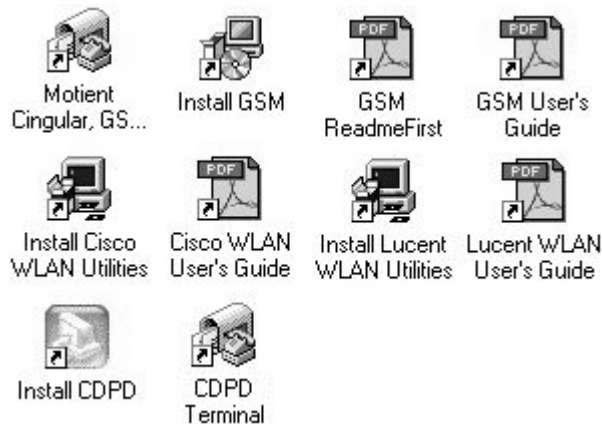 PDF
PDF
Motient
Cingular, GS...
Install GSM
GSM
ReadmeFirst
GSM User's
Guide
PDF
PDF
Install Cisco
WLAN Utilities
Cisco WLAN
User's Guide
Install Lucent
WLAN Utilities
Lucent WLAN
User's Guide
Install CDPD
CDPD
Terminal